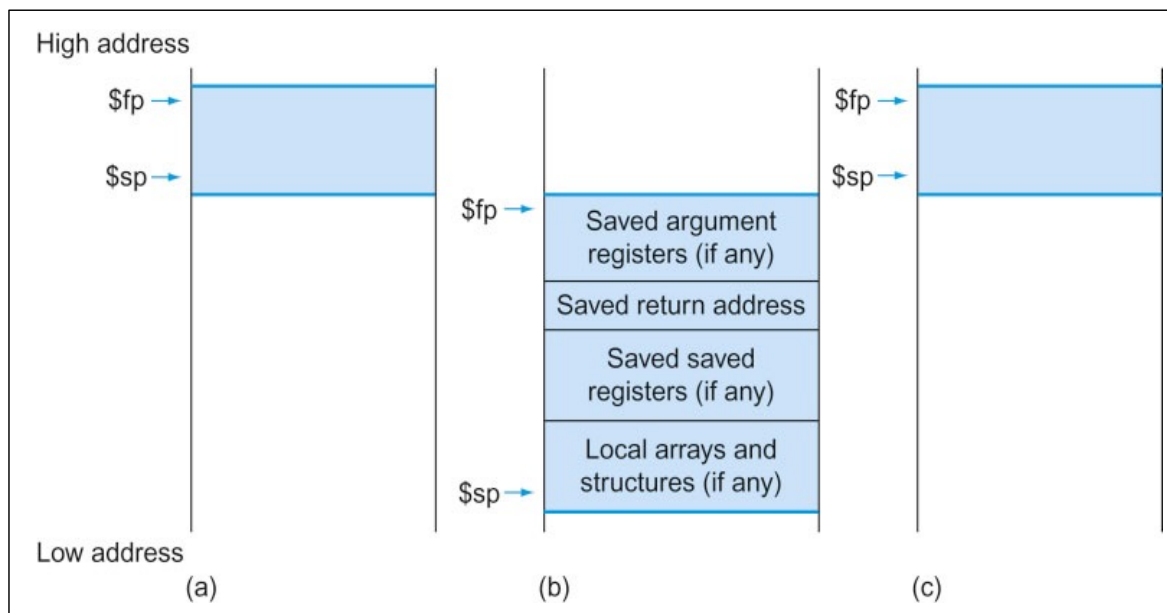 High address
$fp
$sp
$fp
Saved argument
registers (if any)
Saved return address
Saved saved
registers (if any)
Local arrays and
structures (if any)
$sp
$fp
$sp
Low address
(a)
(b)
(c)